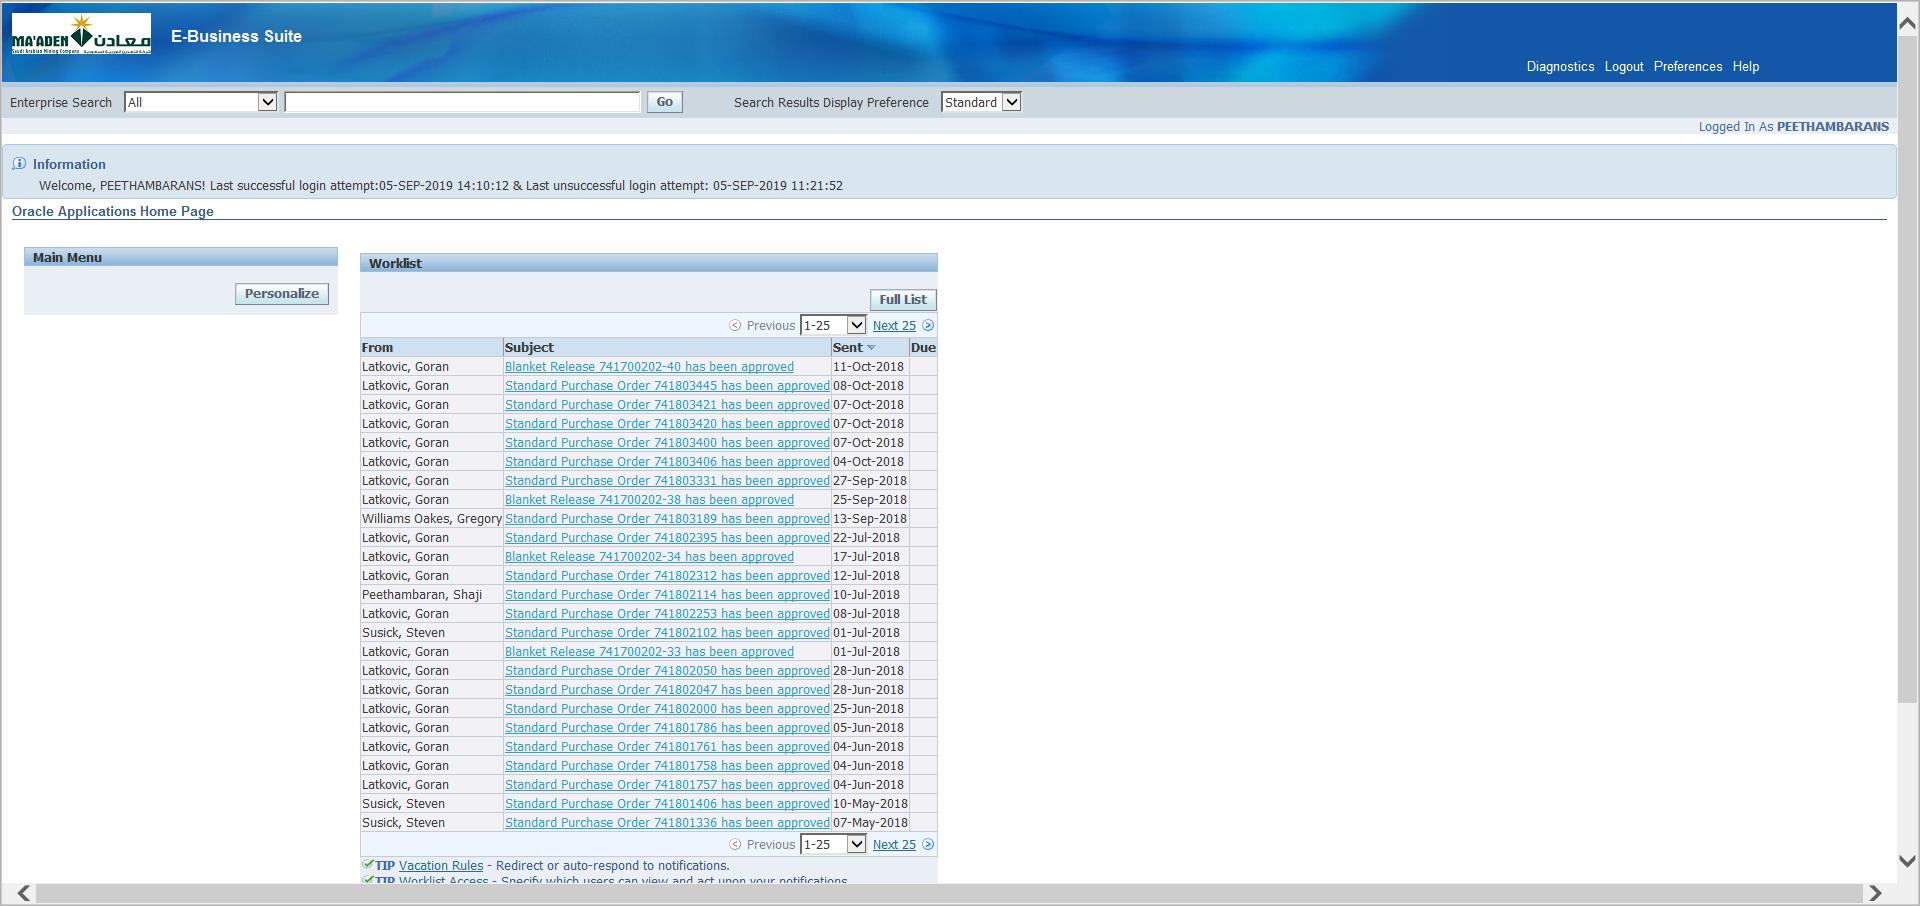 MA'ADEN معادن
Saudi Arabian Mining Company شركة التعدين العربية السعودية
E-Business Suite
Diagnostics Logout Preferences Help
Enterprise Search All Go Search Results Display Preference Standard
Logged In As PEETHAMBARANS
Information
Welcome, PEETHAMBARANS! Last successful login attempt:05-SEP-2019 14:10:12 & Last unsuccessful login attempt: 05-SEP-2019 11:21:52
Oracle Applications Home Page
Main Menu
Personalize
Worklist
Full List
Previous 1-25 Next 25
From Subject Sent Due
Latkovic, Goran Blanket Release 741700202-40 has been approved 11-Oct-2018
Latkovic, Goran Standard Purchase Order 741803445 has been approved 08-Oct-2018
Latkovic, Goran Standard Purchase Order 741803421 has been approved 07-Oct-2018
Latkovic, Goran Standard Purchase Order 741803420 has been approved 07-Oct-2018
Latkovic, Goran Standard Purchase Order 741803400 has been approved 07-Oct-2018
Latkovic, Goran Standard Purchase Order 741803406 has been approved 04-Oct-2018
Latkovic, Goran Standard Purchase Order 741803331 has been approved 27-Sep-2018
Latkovic, Goran Blanket Release 741700202-38 has been approved 25-Sep-2018
Williams Oakes, Gregory Standard Purchase Order 741803189 has been approved 13-Sep-2018
Latkovic, Goran Standard Purchase Order 741802395 has been approved 22-Jul-2018
Latkovic, Goran Blanket Release 741700202-34 has been approved 17-Jul-2018
Latkovic, Goran Standard Purchase Order 741802312 has been approved 12-Jul-2018
Peethambaran, Shaji Standard Purchase Order 741802114 has been approved 10-Jul-2018
Latkovic, Goran Standard Purchase Order 741802253 has been approved 08-Jul-2018
Susick, Steven Standard Purchase Order 741802102 has been approved 01-Jul-2018
Latkovic, Goran Blanket Release 741700202-33 has been approved 01-Jul-2018
Latkovic, Goran Standard Purchase Order 741802050 has been approved 28-Jun-2018
Latkovic, Goran Standard Purchase Order 741802047 has been approved 28-Jun-2018
Latkovic, Goran Standard Purchase Order 741802000 has been approved 25-Jun-2018
Latkovic, Goran Standard Purchase Order 741801786 has been approved 05-Jun-2018
Latkovic, Goran Standard Purchase Order 741801761 has been approved 04-Jun-2018
Latkovic, Goran Standard Purchase Order 741801758 has been approved 04-Jun-2018
Latkovic, Goran Standard Purchase Order 741801757 has been approved 04-Jun-2018
Susick, Steven Standard Purchase Order 741801406 has been approved 10-May-2018
Susick, Steven Standard Purchase Order 741801336 has been approved 07-May-2018
Previous 1-25 Next 25
TIP Vacation Rules - Redirect or auto-respond to notifications.
TIP Worklist Access - Specify which users can view and act upon your notifications.